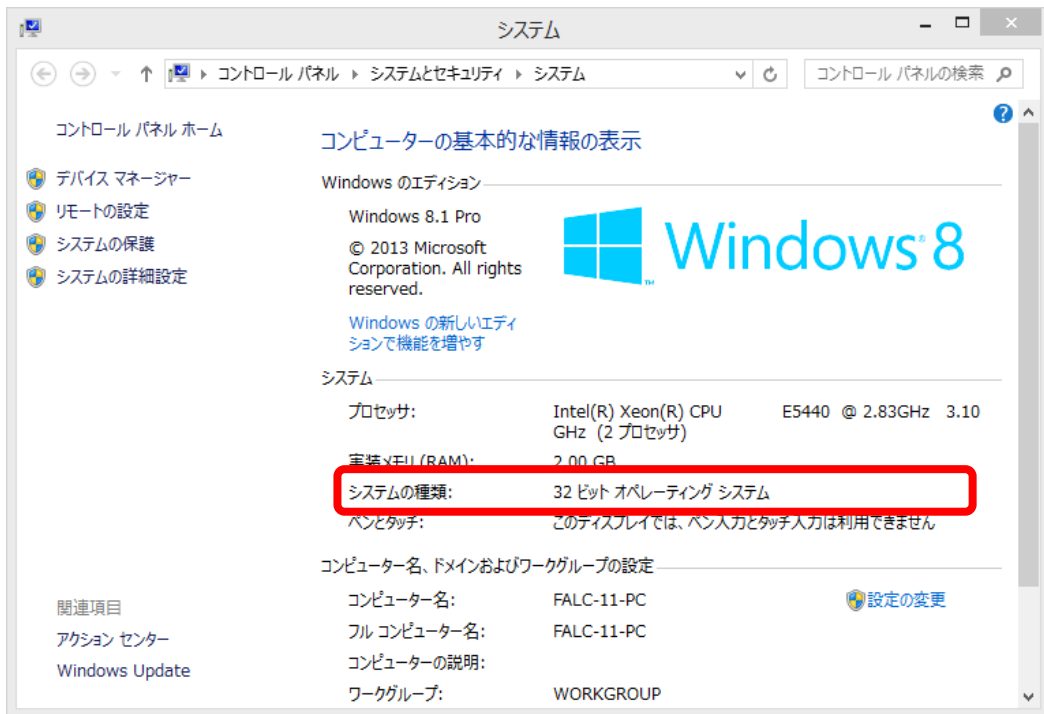 システム
コントロール パネル
システムとセキュリティ
システム
コントロール パネルの検索
コントロール パネル ホーム
デバイス マネージャー
リモートの設定
システムの保護
システムの詳細設定
関連項目
アクション センター
Windows Update
コンピューターの基本的な情報の表示
Windows のエディション
Windows 8.1 Pro
© 2013 Microsoft
Corporation. All rights
reserved.
Windows の新しいエディ
ションで機能を増やす
Windows® 8
TM
システム
プロセッサ: Intel(R) Xeon(R) CPU E5440 @ 2.83GHz 3.10
GHz (2 プロセッサ)
実装メモリ (RAM): 2.00 GB
システムの種類: 32 ビット オペレーティング システム
ペンとタッチ: このディスプレイでは、ペン入力とタッチ入力は利用できません
コンピューター名、ドメインおよびワークグループの設定
コンピューター名: FALC-11-PC 設定の変更
フル コンピューター名: FALC-11-PC
コンピューターの説明:
ワークグループ: WORKGROUP